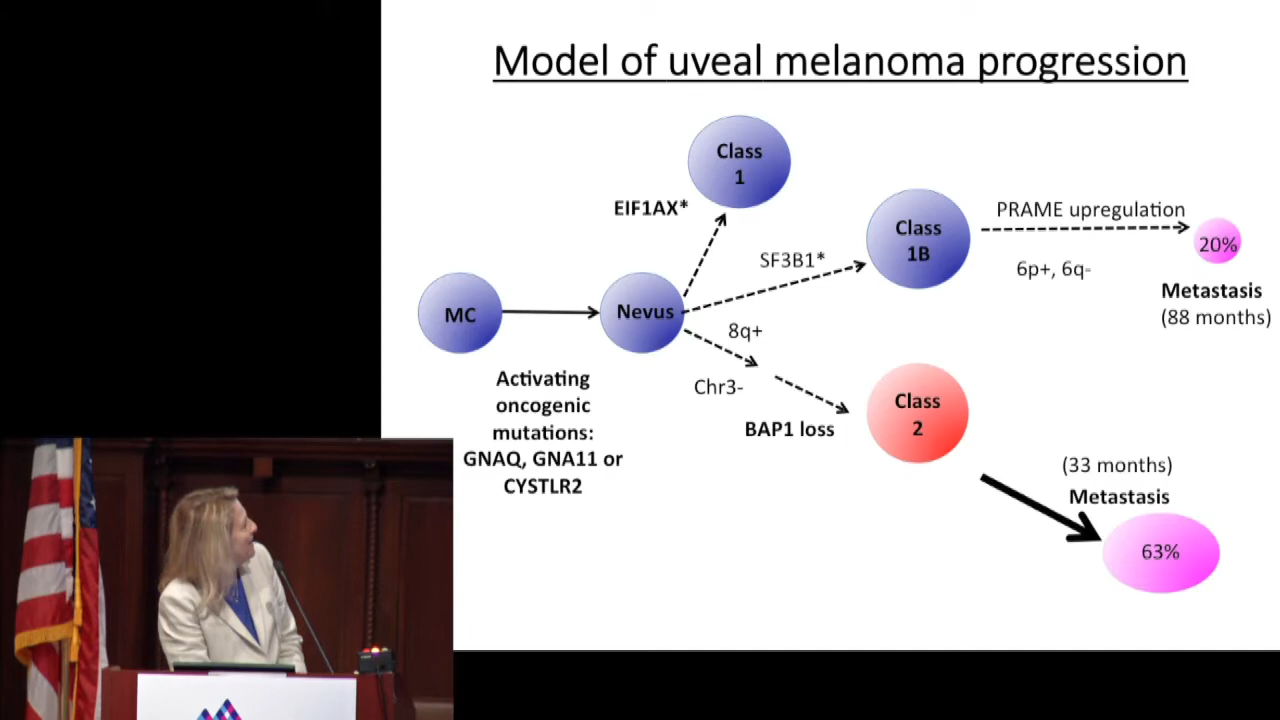 Model of uveal melanoma progression
Class
1
EIF1AX*
PRAME upregulation
Class
1B
20%
SF3B1*
6p+, 6q-
Metastasis
(88 months)
MC
Nevus
8q+
Chr3-
Activating
oncogenic
mutations:
GNAQ, GNA11 or
CYSTLR2
BAP1 loss
Class
2
(33 months)
Metastasis
63%